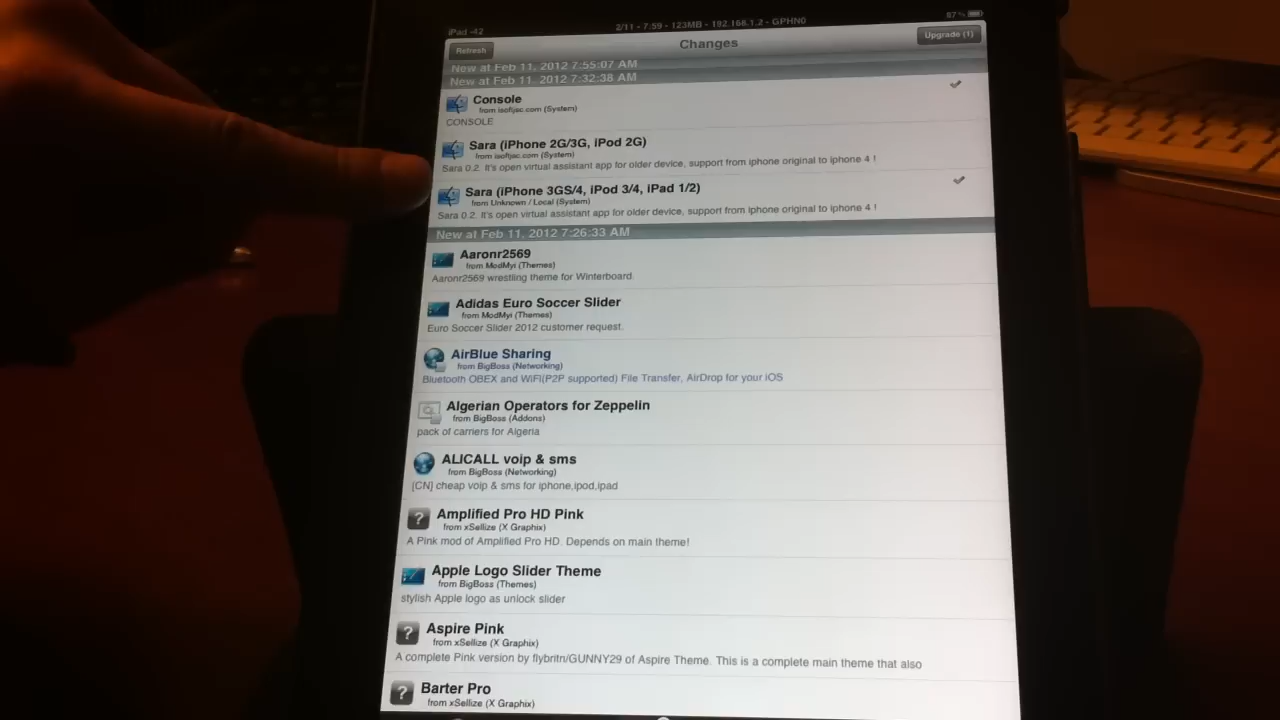 iPad -42
2/11 - 7:59 - 123MB - 192.168.1.2 - GPHN0
87%
Refresh
Changes
Upgrade (1)
New at Feb 11, 2012 7:55:07 AM
New at Feb 11, 2012 7:32:38 AM
Console
from isoftjsc.com (System)
CONSOLE
Sara (iPhone 2G/3G, iPod 2G)
from isoftjsc.com (System)
Sara 0.2. It's open virtual assistant app for older device, support from iphone original to iphone 4 !
Sara (iPhone 3GS/4, iPod 3/4, iPad 1/2)
from Unknown / Local (System)
Sara 0.2. It's open virtual assistant app for older device, support from iphone original to iphone 4 !
New at Feb 11, 2012 7:26:33 AM
Aaronr2569
from ModMyi (Themes)
Aaronr2569 wrestling theme for Winterboard.
Adidas Euro Soccer Slider
from ModMyi (Themes)
Euro Soccer Slider 2012 customer request.
AirBlue Sharing
from BigBoss (Networking)
Bluetooth OBEX and WiFi(P2P supported) File Transfer, AirDrop for your iOS
Algerian Operators for Zeppelin
from BigBoss (Addons)
pack of carriers for Algeria
ALICALL voip & sms
from BigBoss (Networking)
[CN] cheap voip & sms for iphone,ipod,ipad
Amplified Pro HD Pink
from xSellize (X Graphix)
A Pink mod of Amplified Pro HD. Depends on main theme!
Apple Logo Slider Theme
from BigBoss (Themes)
stylish Apple logo as unlock slider
Aspire Pink
from xSellize (X Graphix)
A complete Pink version by flybritn/GUNNY29 of Aspire Theme. This is a complete main theme that also
Barter Pro
from xSellize (X Graphix)